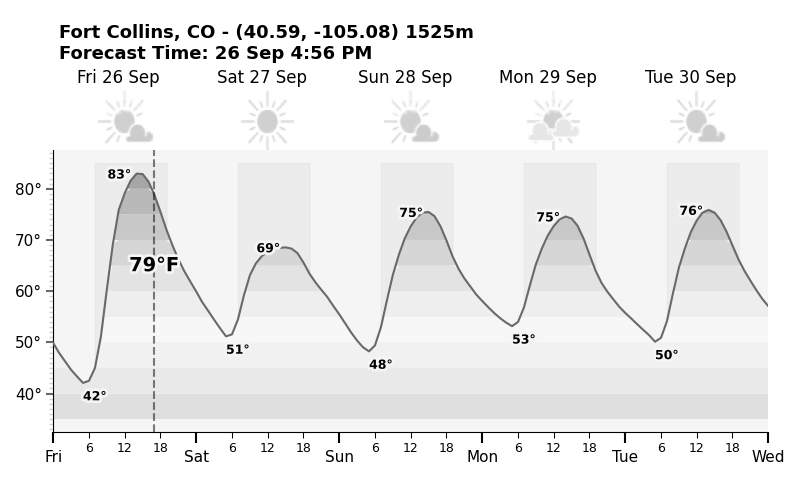 Fort Collins, CO - (40.59, -105.08) 1525m
Forecast Time: 26 Sep 4:56 PM
Fri 26 Sep Sat 27 Sep Sun 28 Sep Mon 29 Sep Tue 30 Sep
80°
70°
60°
50°
40°
83°
69°
75°
75°
76°
79°F
42°
51°
48°
53°
50°
6 12 18 6 12 18 6 12 18 6 12 18 6 12 18
Fri Sat Sun Mon Tue Wed